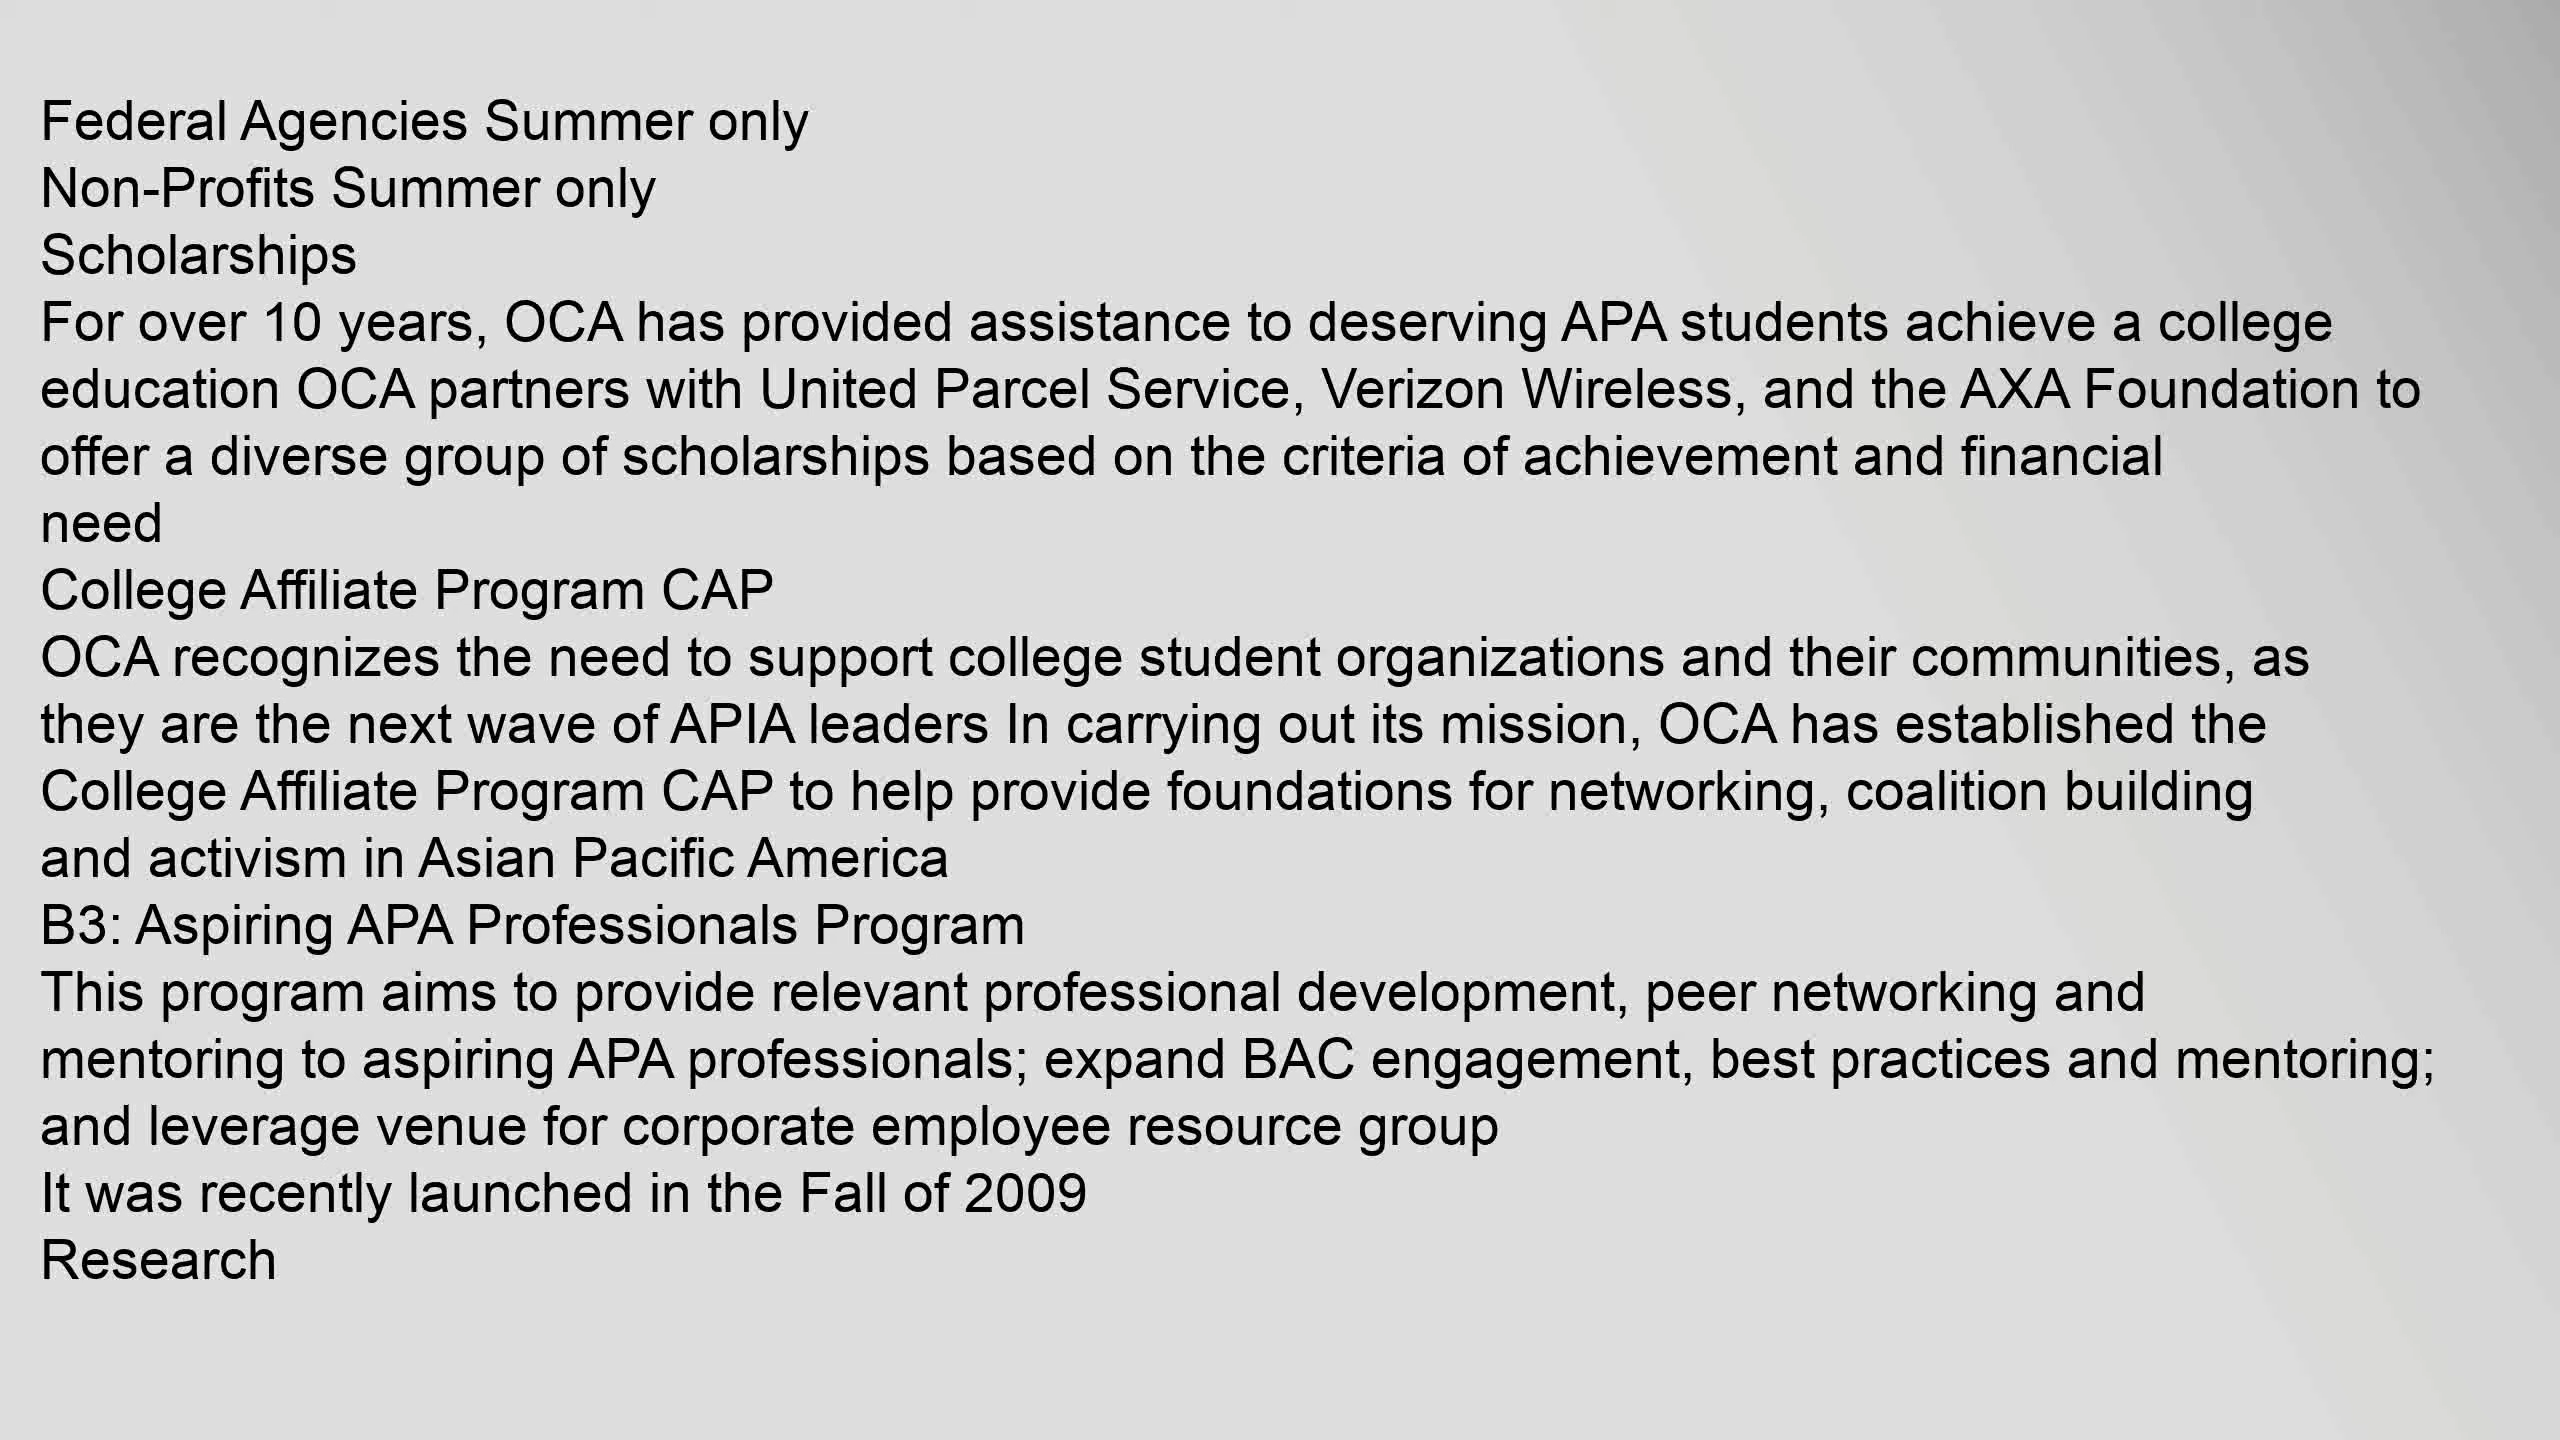 Federal Agencies Summer only
Non-Profits Summer only
Scholarships
For over 10 years, OCA has provided assistance to deserving APA students achieve a college
education OCA partners with United Parcel Service, Verizon Wireless, and the AXA Foundation to
offer a diverse group of scholarships based on the criteria of achievement and financial
need
College Affiliate Program CAP
OCA recognizes the need to support college student organizations and their communities, as
they are the next wave of APIA leaders In carrying out its mission, OCA has established the
College Affiliate Program CAP to help provide foundations for networking, coalition building
and activism in Asian Pacific America
B3: Aspiring APA Professionals Program
This program aims to provide relevant professional development, peer networking and
mentoring to aspiring APA professionals; expand BAC engagement, best practices and mentoring;
and leverage venue for corporate employee resource group
It was recently launched in the Fall of 2009
Research